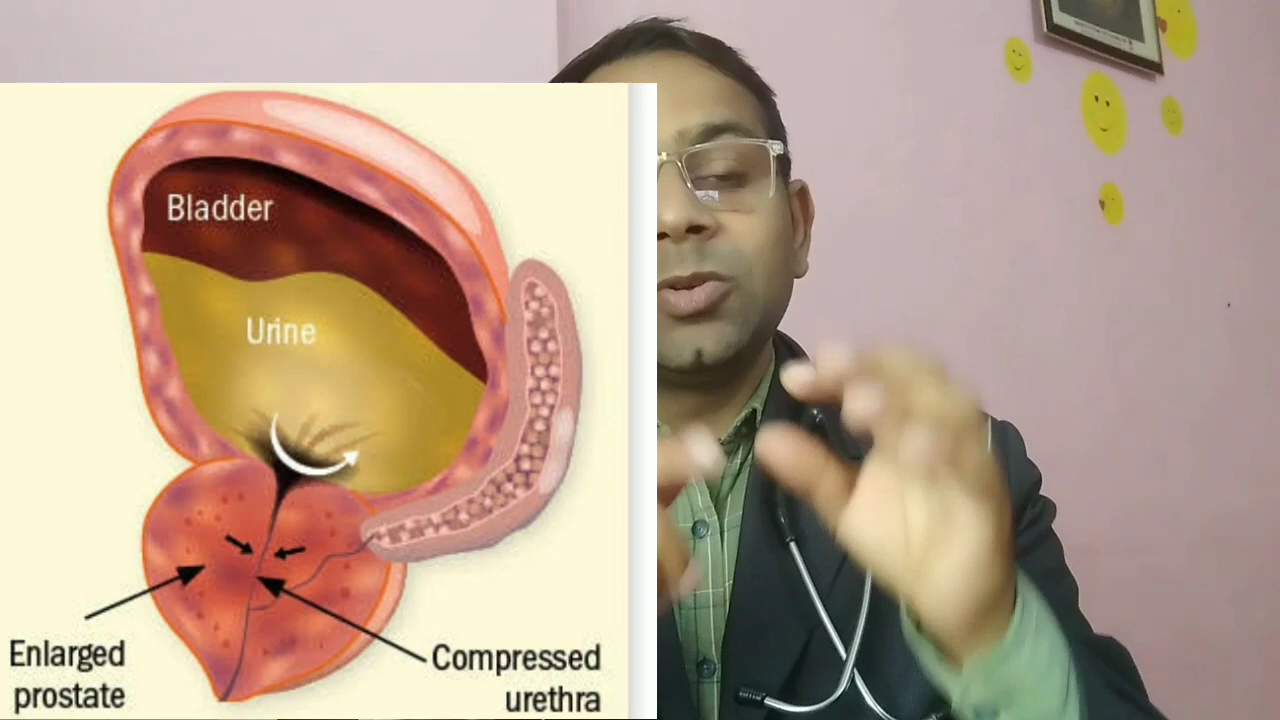 Bladder
Urine
Enlarged
prostate
Compressed
urethra